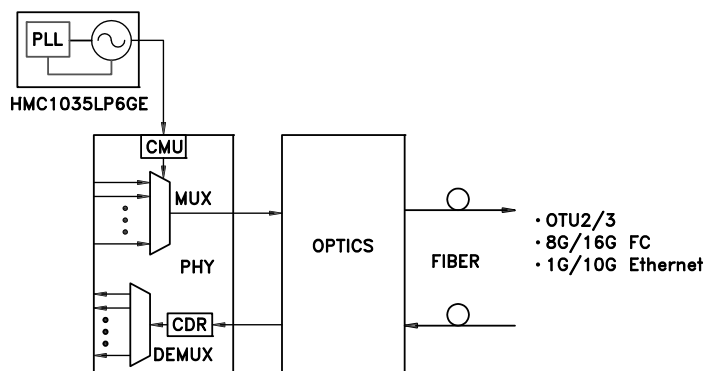 PLL
HMC1035LP6GE
CMU
MUX
PHY
CDR
DEMUX
OPTICS
FIBER
· OTU2/3
· 8G/16G FC
· 1G/10G Ethernet